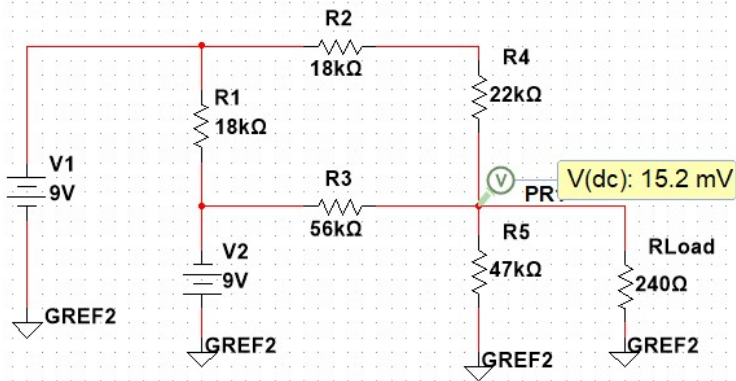 R2
18kΩ
R4
22kΩ
R1
18kΩ
V1
9V
R3
56kΩ
V
V(dc): 15.2 mV
PR1
V2
9V
R5
47kΩ
RLoad
240Ω
GREF2
GREF2
GREF2
GREF2